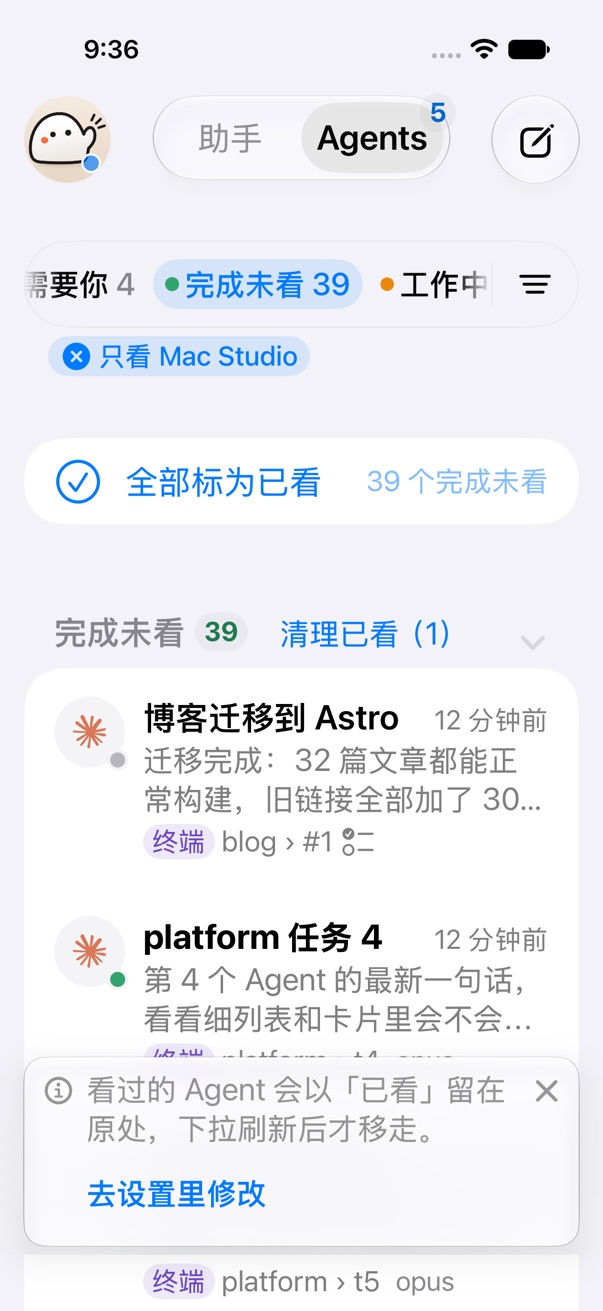 9:36
助手
Agents
5
需要你 4
完成未看 39
工作中
只看 Mac Studio
全部标为已看
39 个完成未看
完成未看 39
清理已看（1）
博客迁移到 Astro
12 分钟前
迁移完成：32 篇文章都能正
常构建，旧链接全部加了 30...
终端 blog › #1
platform 任务 4
12 分钟前
第 4 个 Agent 的最新一句话，
看看细列表和卡片里会不会...
终端 platform › t4 opus
看过的 Agent 会以「已看」留在
原处，下拉刷新后才移走。
去设置里修改
终端 platform › t5 opus